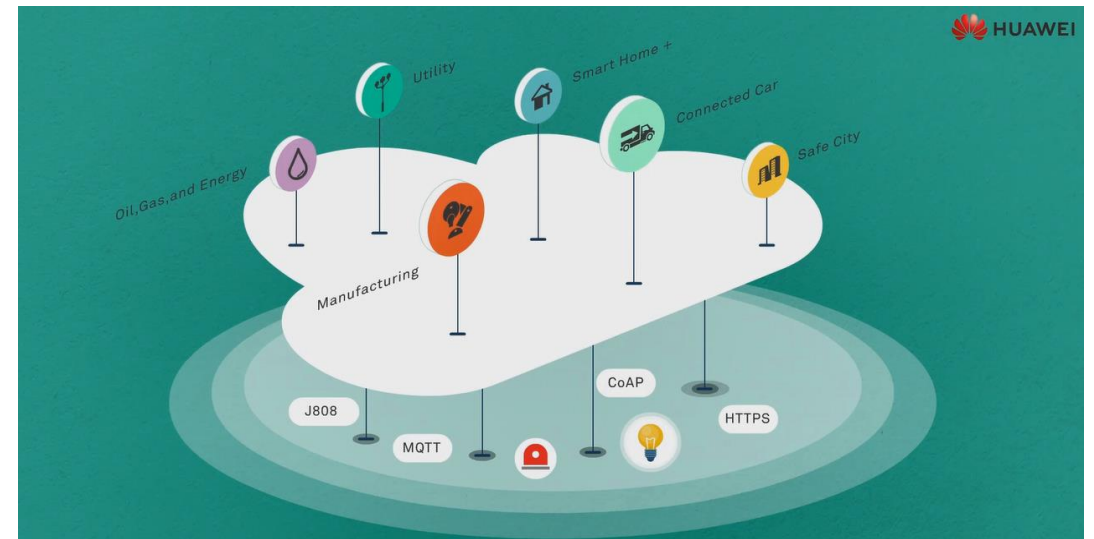 HUAWEI
Utility
Smart Home +
Connected Car
Safe City
Oil,Gas,and Energy
Manufacturing
J808
MQTT
CoAP
HTTPS